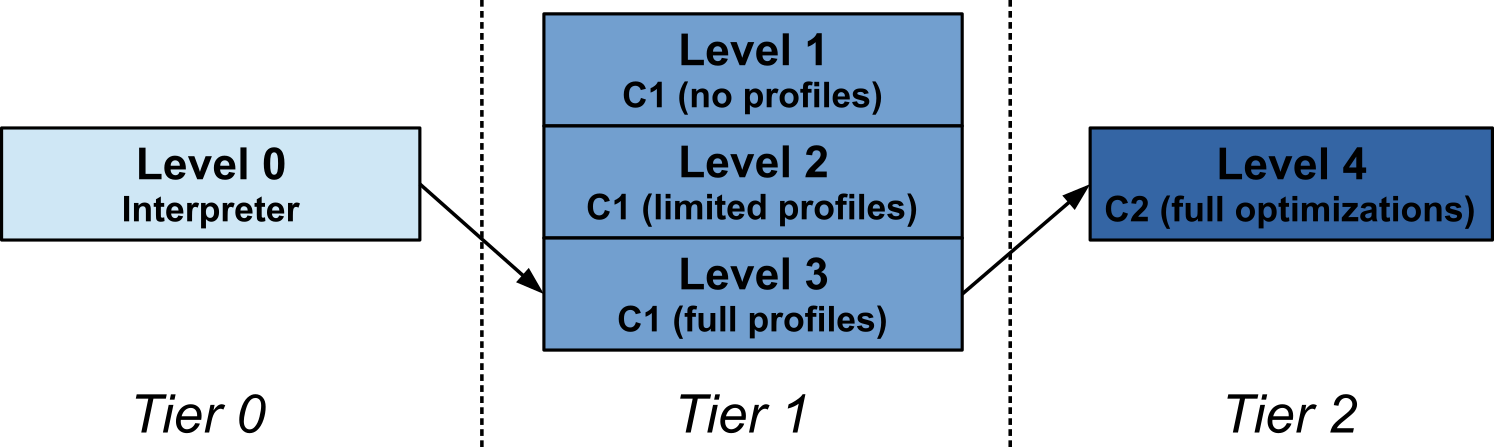 Level 0
Interpreter
Level 1
C1 (no profiles)
Level 2
C1 (limited profiles)
Level 3
C1 (full profiles)
Level 4
C2 (full optimizations)
Tier 0
Tier 1
Tier 2